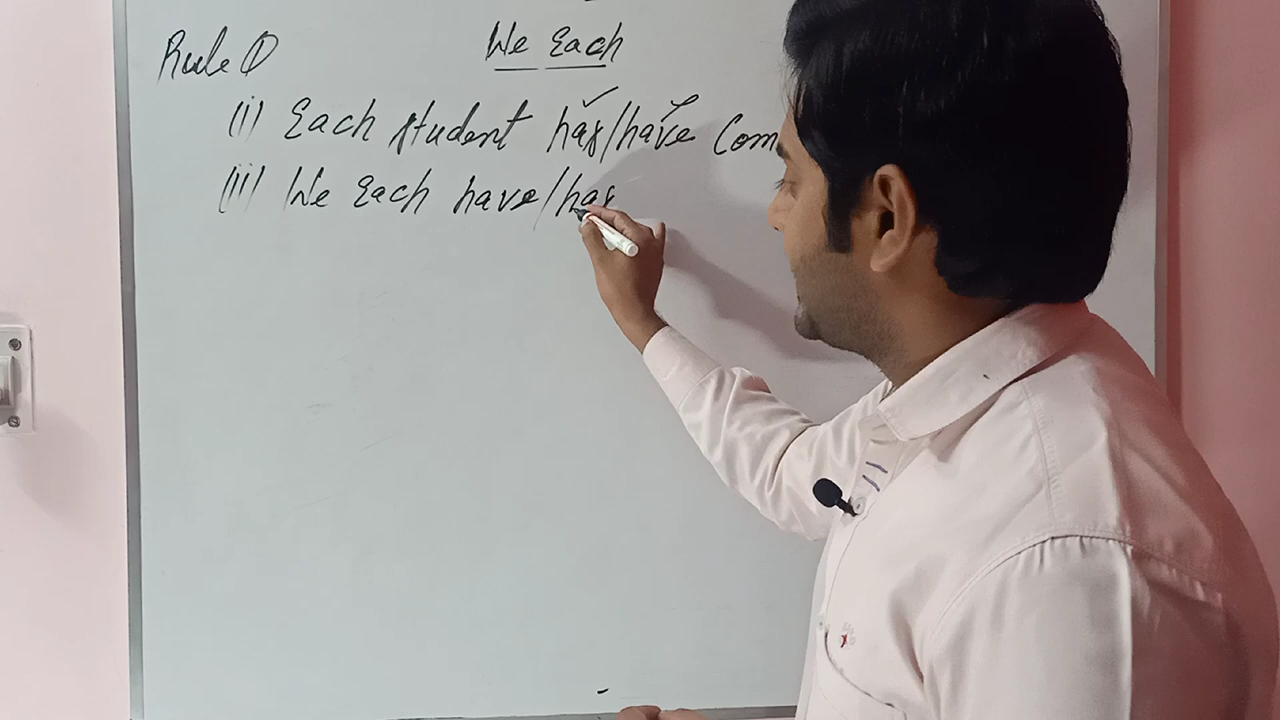 We Each
Rule ①
(i) Each student has/have Com
(ii) We Each have/has